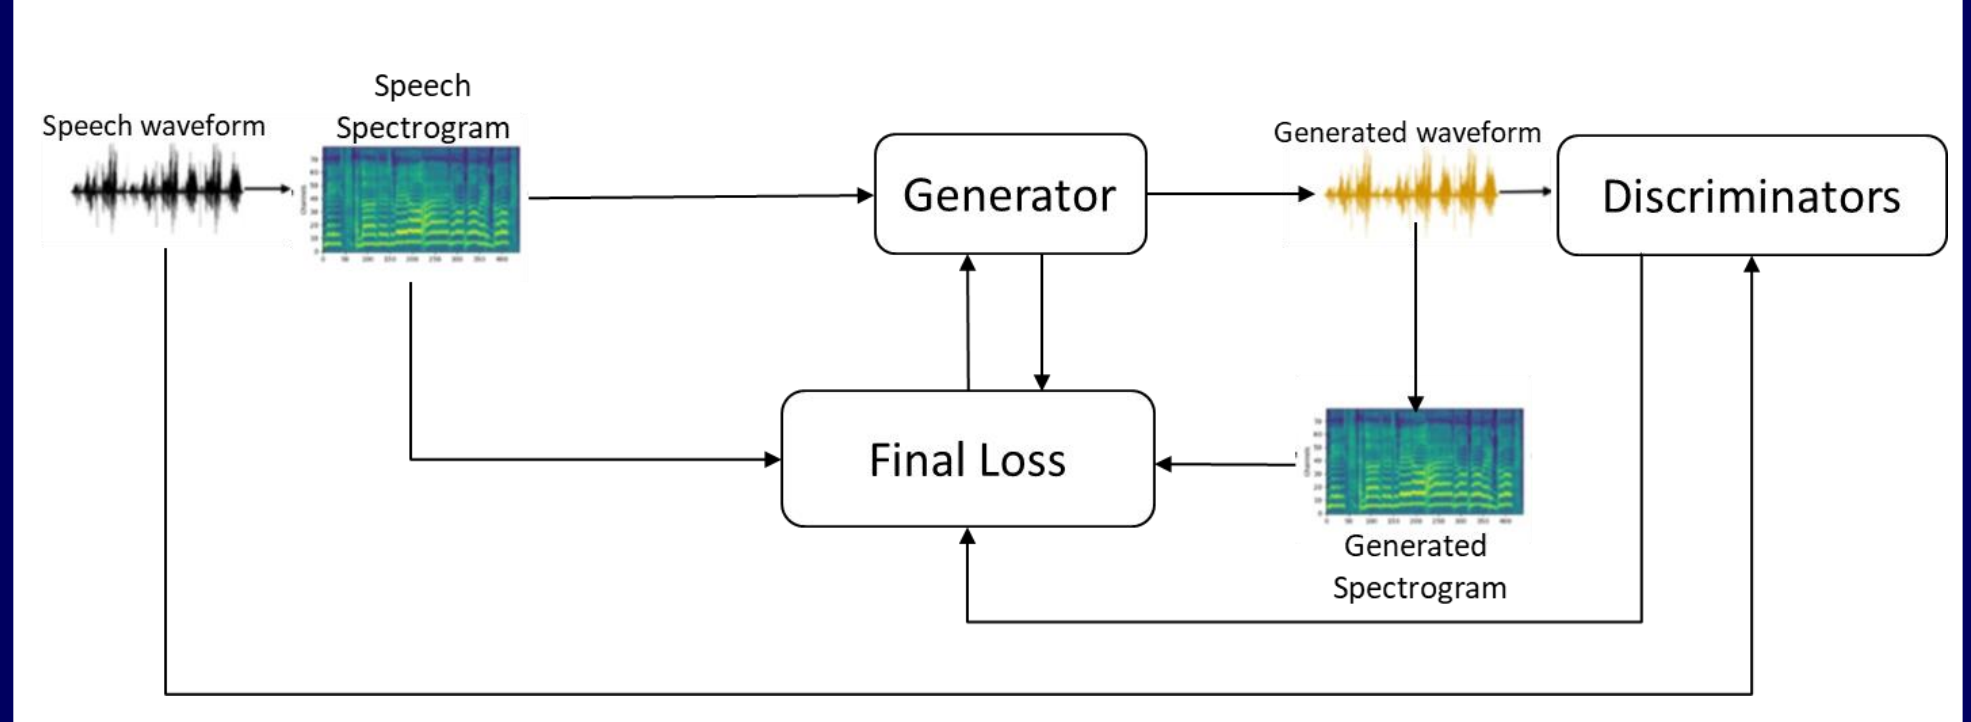 Speech waveform
Speech
Spectrogram
Generator
Generated waveform
Discriminators
Final Loss
Generated
Spectrogram